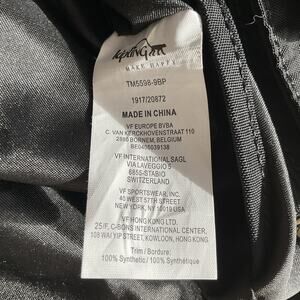 Kipling
MAKE HAPPY
TM5598-9BP
1917/20872
MADE IN CHINA
VF EUROPE BVBA
C. VAN KERCKHOVENSTRAAT 110
2880 BORNEM, BELGIUM
BE0400039138
VF INTERNATIONAL SAGL
VIA LAVEGGIO 5
6855-STABIO
SWITZERLAND
VF SPORTSWEAR, INC.
40 WEST 57TH STREET
NEW YORK, NY 10019 USA
VF HONG KONG LTD.
25/F, C-BONS INTERNATIONAL CENTER,
108 WAI YIP STREET, KOWLOON, HONG KONG
Trim / Bordure:
100% Synthetic / 100% Synthétique